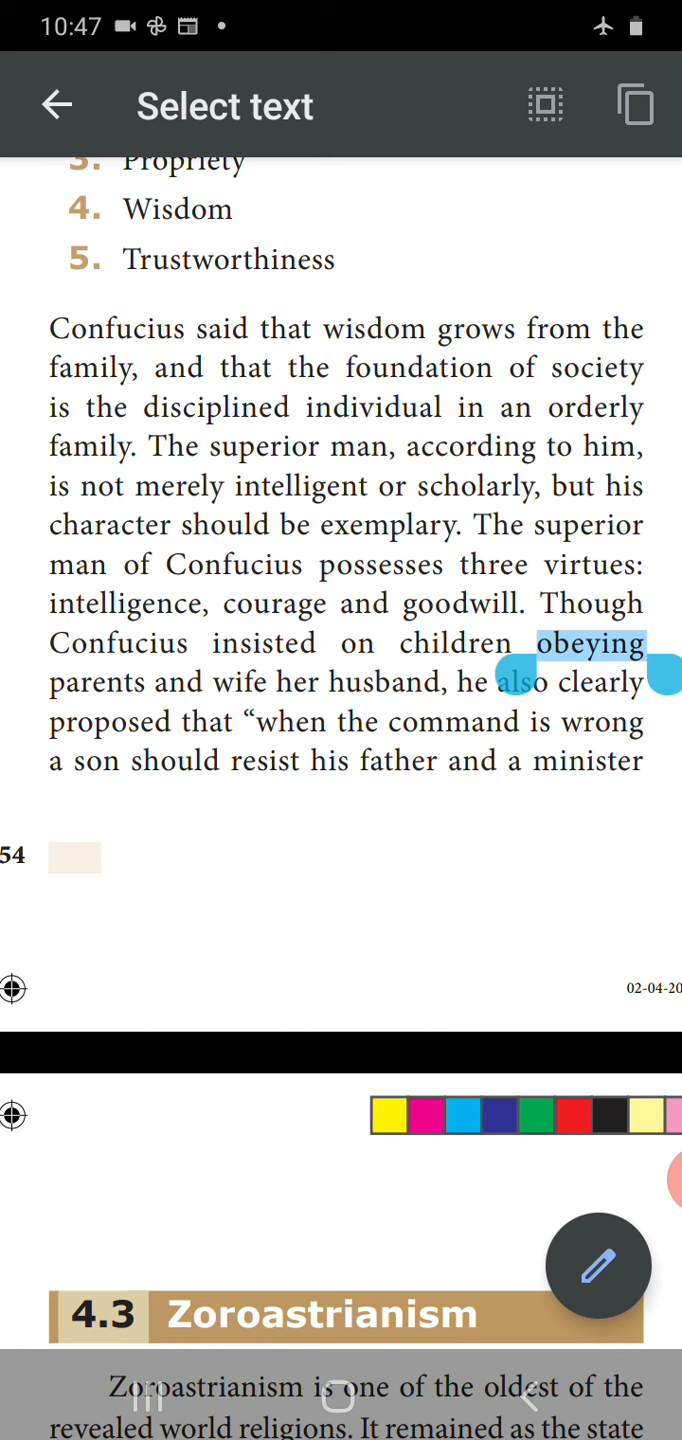 10:47
Select text
3. Propriety
4. Wisdom
5. Trustworthiness
Confucius said that wisdom grows from the
family, and that the foundation of society
is the disciplined individual in an orderly
family. The superior man, according to him,
is not merely intelligent or scholarly, but his
character should be exemplary. The superior
man of Confucius possesses three virtues:
intelligence, courage and goodwill. Though
Confucius insisted on children obeying
parents and wife her husband, he also clearly
proposed that “when the command is wrong
a son should resist his father and a minister
54
02-04-20
4.3 Zoroastrianism
Zoroastrianism is one of the oldest of the
revealed world religions. It remained as the state